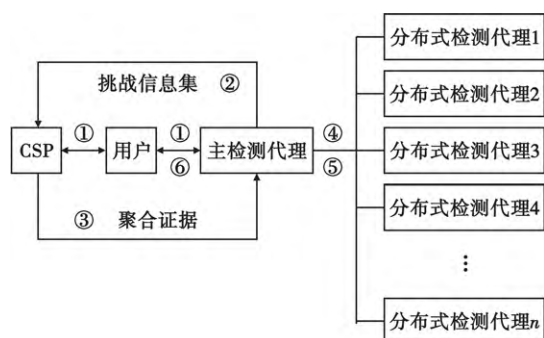 分布式检测代理1
挑战信息集 ②
分布式检测代理2
CSP
①
用户
①
⑥
主检测代理
④
⑤
分布式检测代理3
③ 聚合证据
分布式检测代理4
⋮
分布式检测代理n